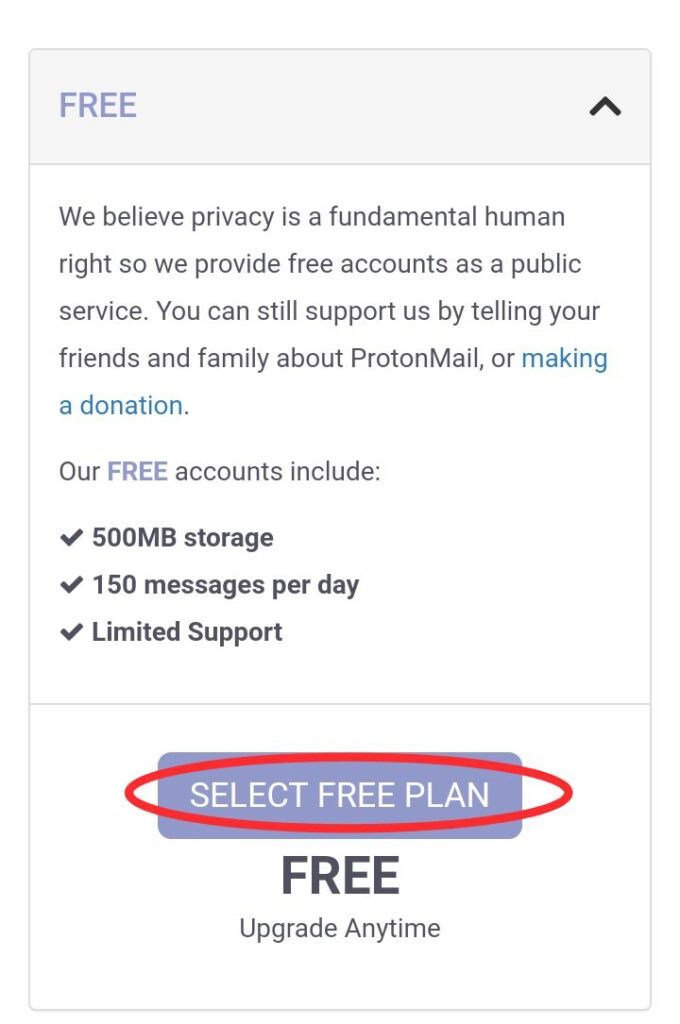 FREE
We believe privacy is a fundamental human
right so we provide free accounts as a public
service. You can still support us by telling your
friends and family about ProtonMail, or making
a donation.
Our FREE accounts include:
500MB storage
150 messages per day
Limited Support
SELECT FREE PLAN
FREE
Upgrade Anytime